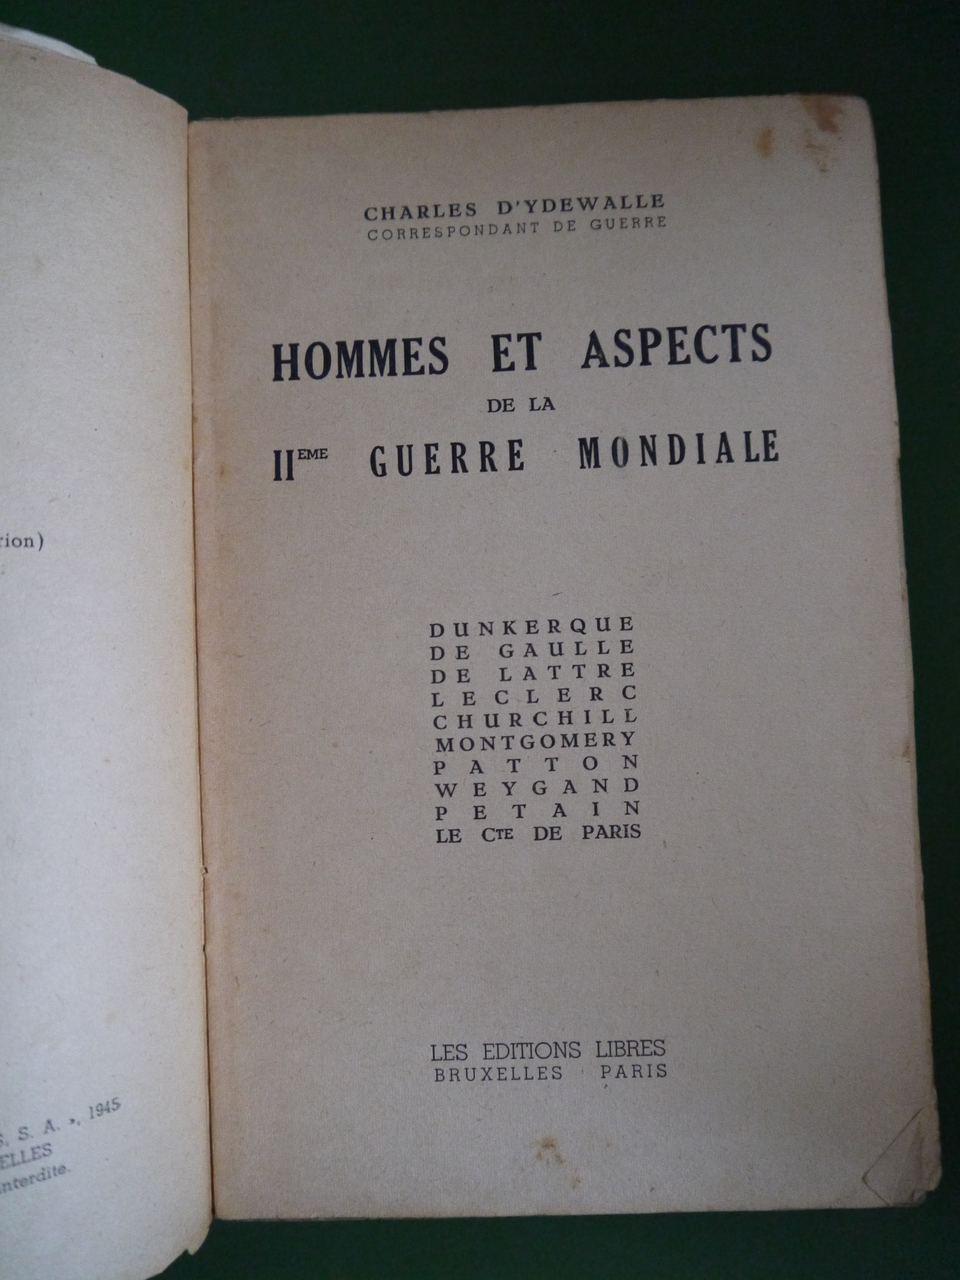 rion)
S. S. A. », 1945
ELLES
interdite.
CHARLES D'YDEWALLE
CORRESPONDANT DE GUERRE
HOMMES ET ASPECTS
DE LA
IIEME GUERRE MONDIALE
DUNKERQUE
DE GAULLE
DE LATTRE
LECLERC
CHURCHILL
MONTGOMERY
PATTON
WEYGAND
PETAIN
LE CTE DE PARIS
LES EDITIONS LIBRES
BRUXELLES PARIS